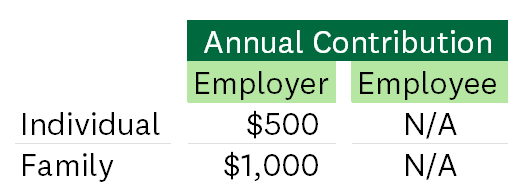 Annual Contribution
Employer Employee
Individual $500 N/A
Family $1,000 N/A